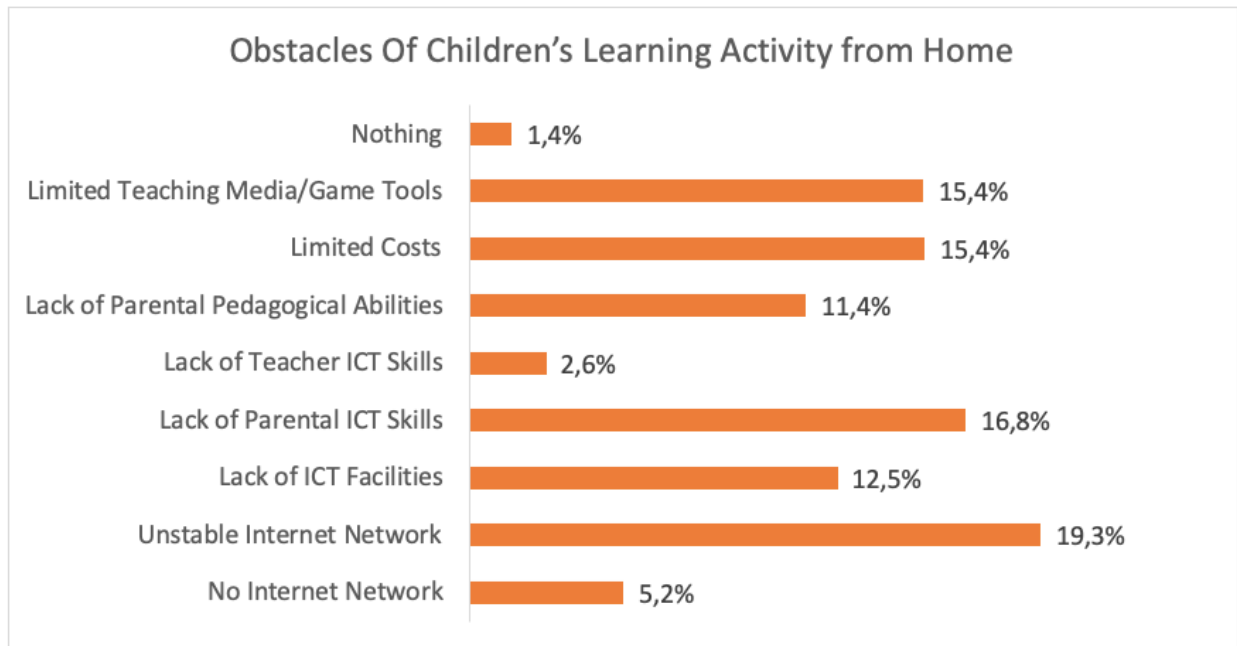 Obstacles Of Children’s Learning Activity from Home
Nothing 1,4%
Limited Teaching Media/Game Tools 15,4%
Limited Costs 15,4%
Lack of Parental Pedagogical Abilities 11,4%
Lack of Teacher ICT Skills 2,6%
Lack of Parental ICT Skills 16,8%
Lack of ICT Facilities 12,5%
Unstable Internet Network 19,3%
No Internet Network 5,2%